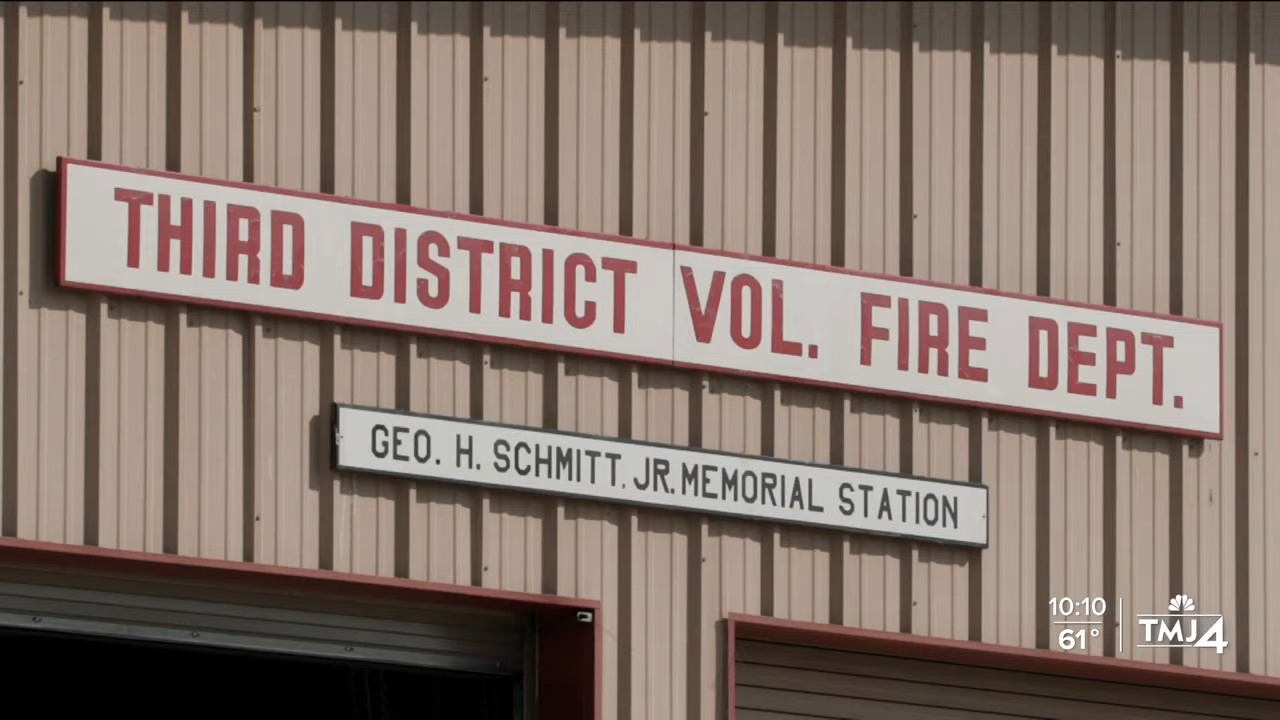 THIRD DISTRICT VOL. FIRE DEPT.
GEO. H. SCHMITT, JR. MEMORIAL STATION
10:10
61°
TMJ4